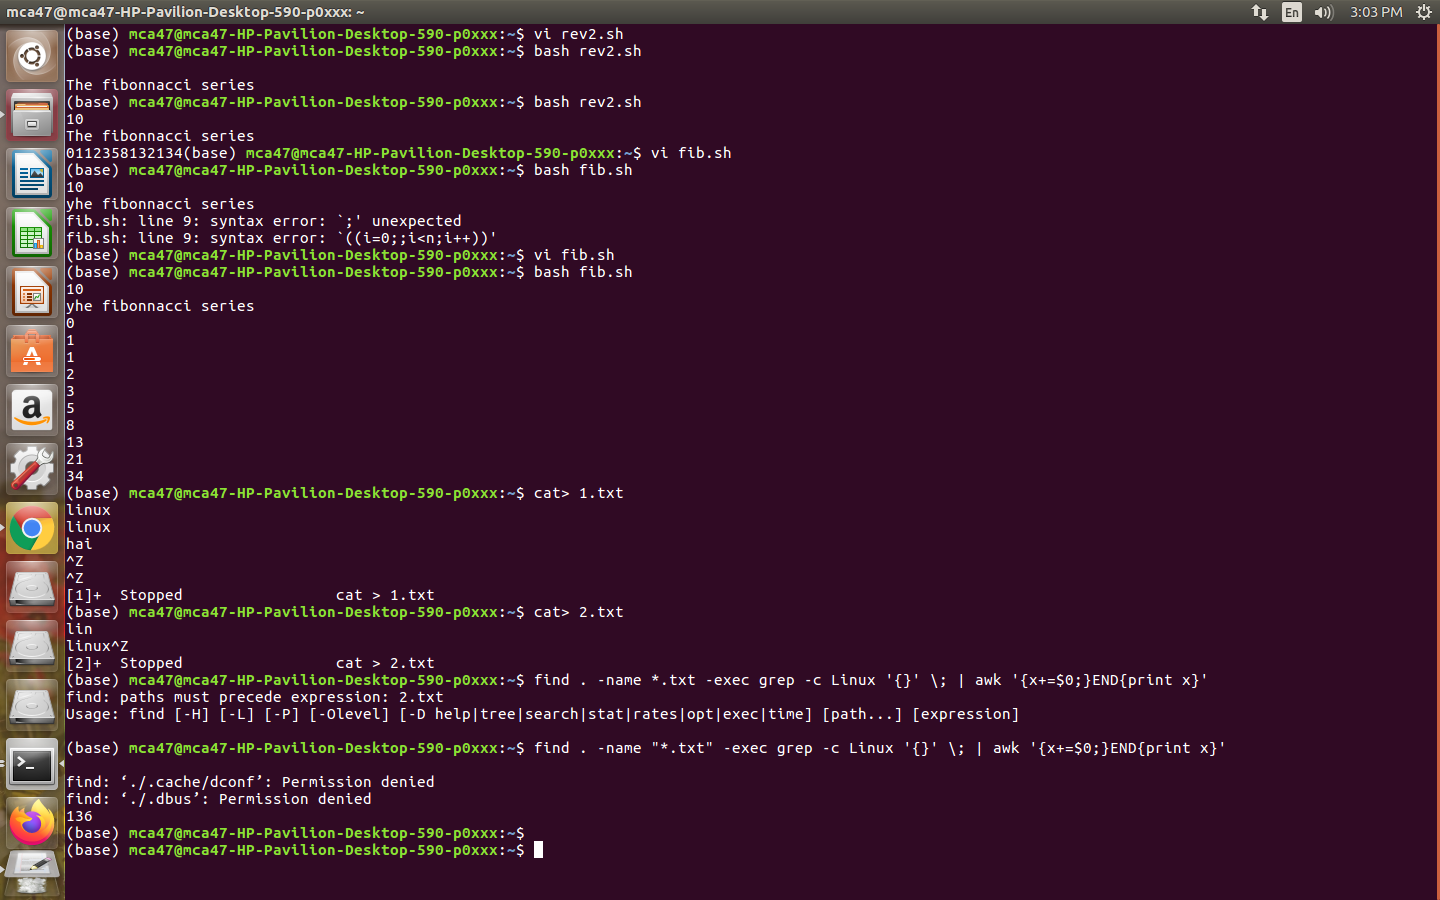 mca47@mca47-HP-Pavilion-Desktop-590-p0xxx: ~
En
3:03 PM
(base) mca47@mca47-HP-Pavilion-Desktop-590-p0xxx:~$ vi rev2.sh
(base) mca47@mca47-HP-Pavilion-Desktop-590-p0xxx:~$ bash rev2.sh
The fibonnacci series
(base) mca47@mca47-HP-Pavilion-Desktop-590-p0xxx:~$ bash rev2.sh
10
The fibonnacci series
0112358132134(base) mca47@mca47-HP-Pavilion-Desktop-590-p0xxx:~$ vi fib.sh
(base) mca47@mca47-HP-Pavilion-Desktop-590-p0xxx:~$ bash fib.sh
10
yhe fibonnacci series
fib.sh: line 9: syntax error: `;' unexpected
fib.sh: line 9: syntax error: `((i=0;;i<n;i++))'
(base) mca47@mca47-HP-Pavilion-Desktop-590-p0xxx:~$ vi fib.sh
(base) mca47@mca47-HP-Pavilion-Desktop-590-p0xxx:~$ bash fib.sh
10
yhe fibonnacci series
0
1
1
2
3
5
8
13
21
34
(base) mca47@mca47-HP-Pavilion-Desktop-590-p0xxx:~$ cat> 1.txt
linux
linux
hai
^Z
^Z
[1]+  Stopped                 cat > 1.txt
(base) mca47@mca47-HP-Pavilion-Desktop-590-p0xxx:~$ cat> 2.txt
lin
linux^Z
[2]+  Stopped                 cat > 2.txt
(base) mca47@mca47-HP-Pavilion-Desktop-590-p0xxx:~$ find . -name *.txt -exec grep -c Linux '{}' \; | awk '{x+=$0;}END{print x}'
find: paths must precede expression: 2.txt
Usage: find [-H] [-L] [-P] [-Olevel] [-D help|tree|search|stat|rates|opt|exec|time] [path...] [expression]
(base) mca47@mca47-HP-Pavilion-Desktop-590-p0xxx:~$ find . -name "*.txt" -exec grep -c Linux '{}' \; | awk '{x+=$0;}END{print x}'
find: ‘./.cache/dconf’: Permission denied
find: ‘./.dbus’: Permission denied
136
(base) mca47@mca47-HP-Pavilion-Desktop-590-p0xxx:~$
(base) mca47@mca47-HP-Pavilion-Desktop-590-p0xxx:~$